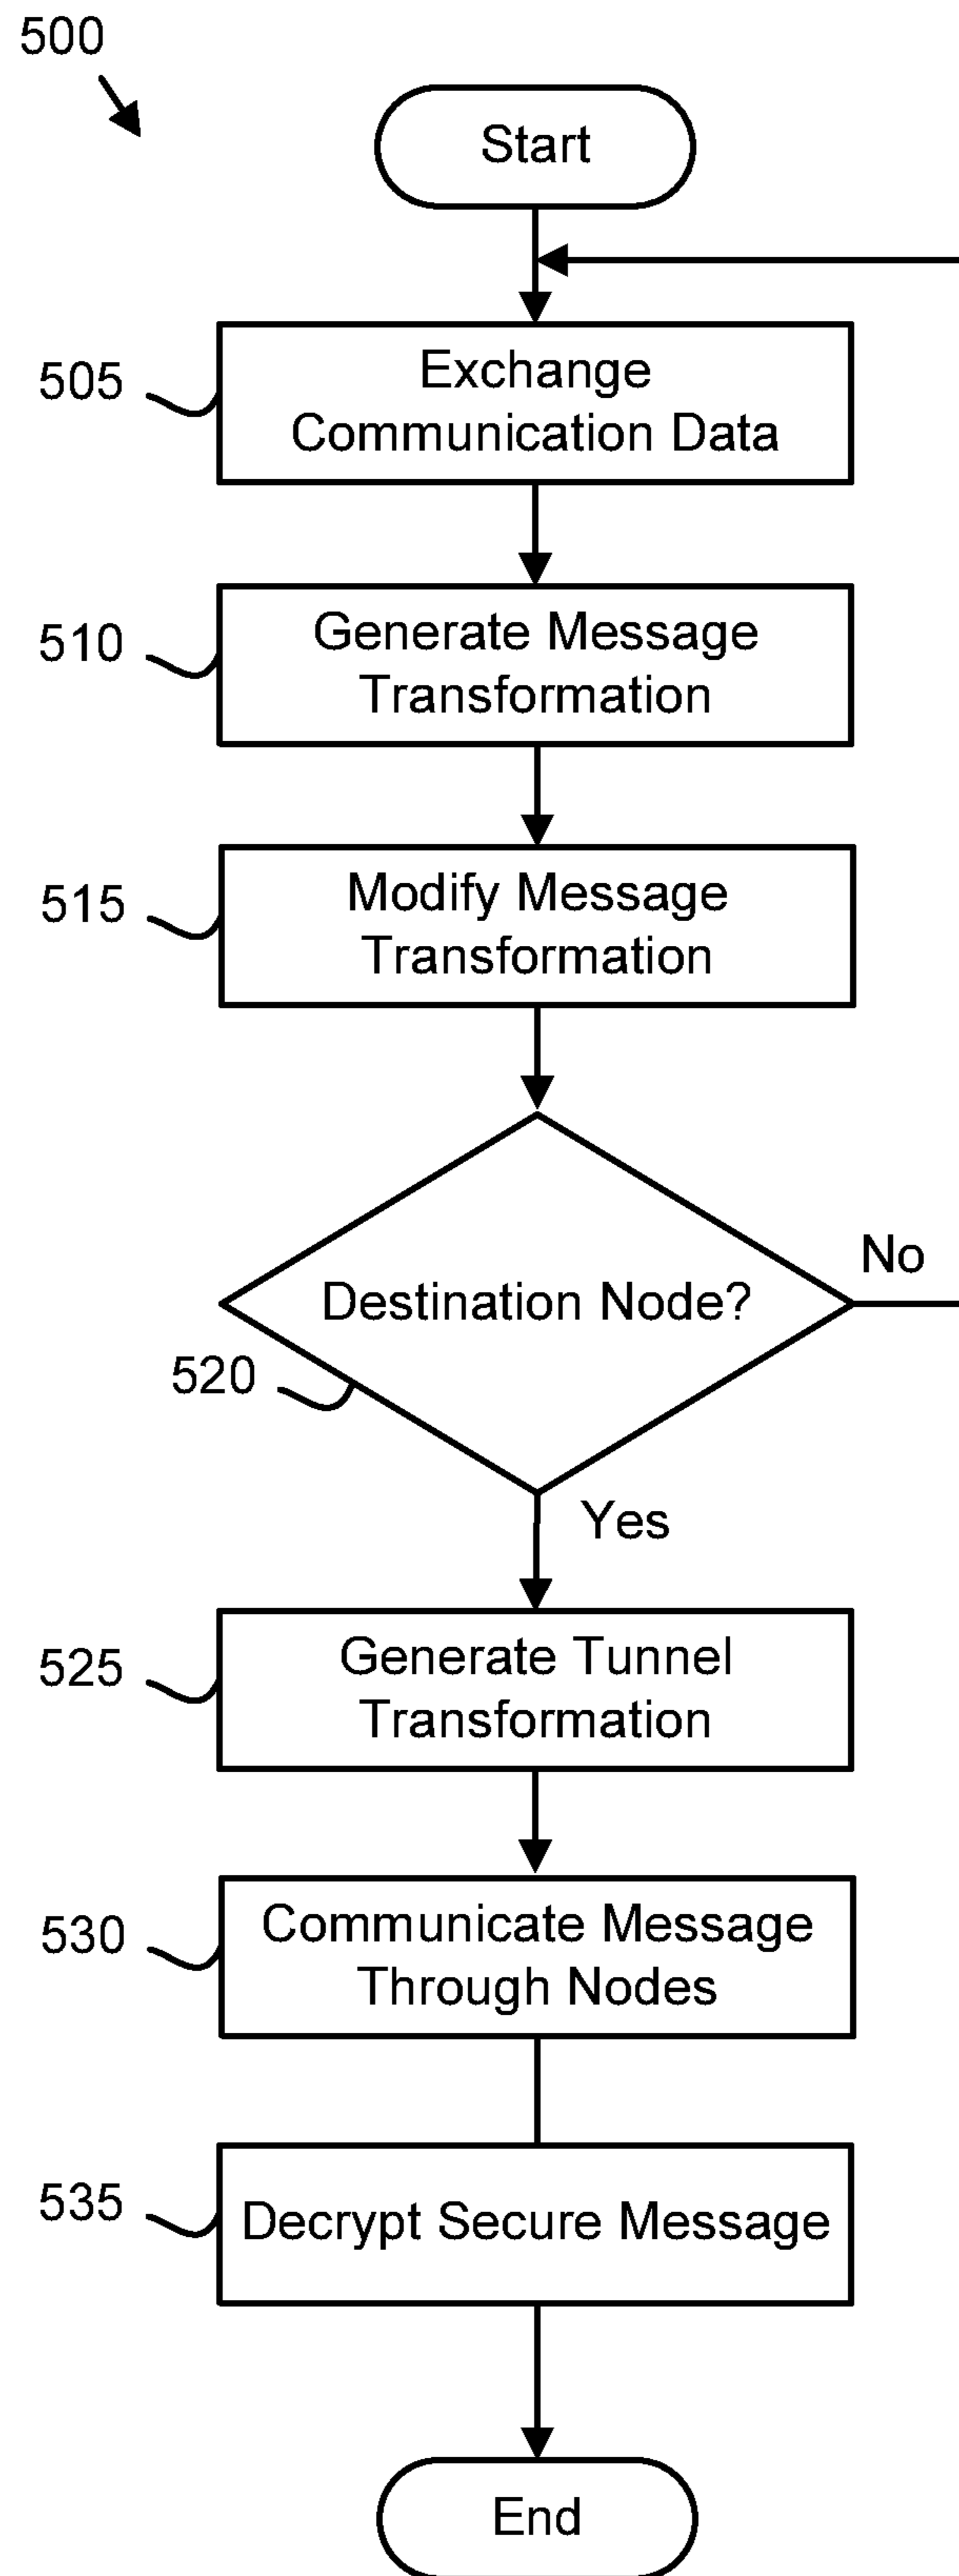 500
Start
505
Exchange
Communication Data
510
Generate Message
Transformation
515
Modify Message
Transformation
No
Destination Node?
520
Yes
525
Generate Tunnel
Transformation
530
Communicate Message
Through Nodes
535
Decrypt Secure Message
End